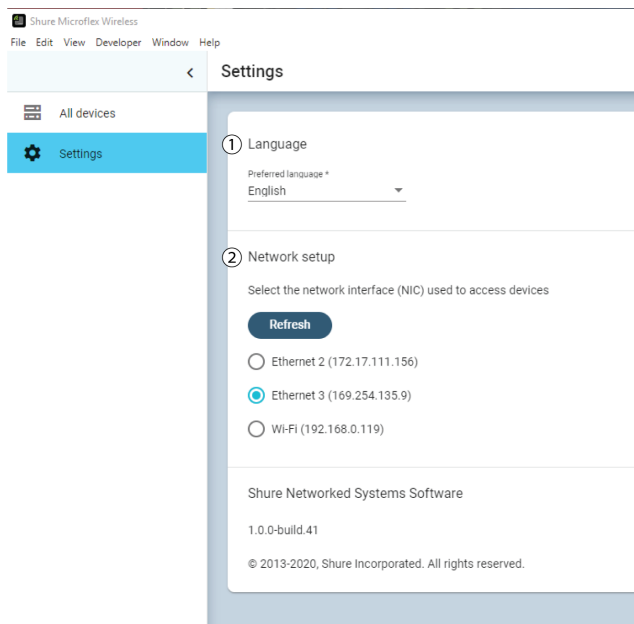 Shure Microflex Wireless
File Edit View Developer Window Help
Settings
All devices
Settings
1 Language
Preferred language *
English
2 Network setup
Select the network interface (NIC) used to access devices
Refresh
Ethernet 2 (172.17.111.156)
Ethernet 3 (169.254.135.9)
Wi-Fi (192.168.0.119)
Shure Networked Systems Software
1.0.0-build.41
© 2013-2020, Shure Incorporated. All rights reserved.